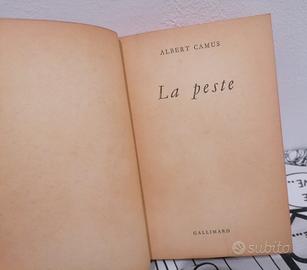 ALBERT CAMUS
La peste
GALLIMARD
subito